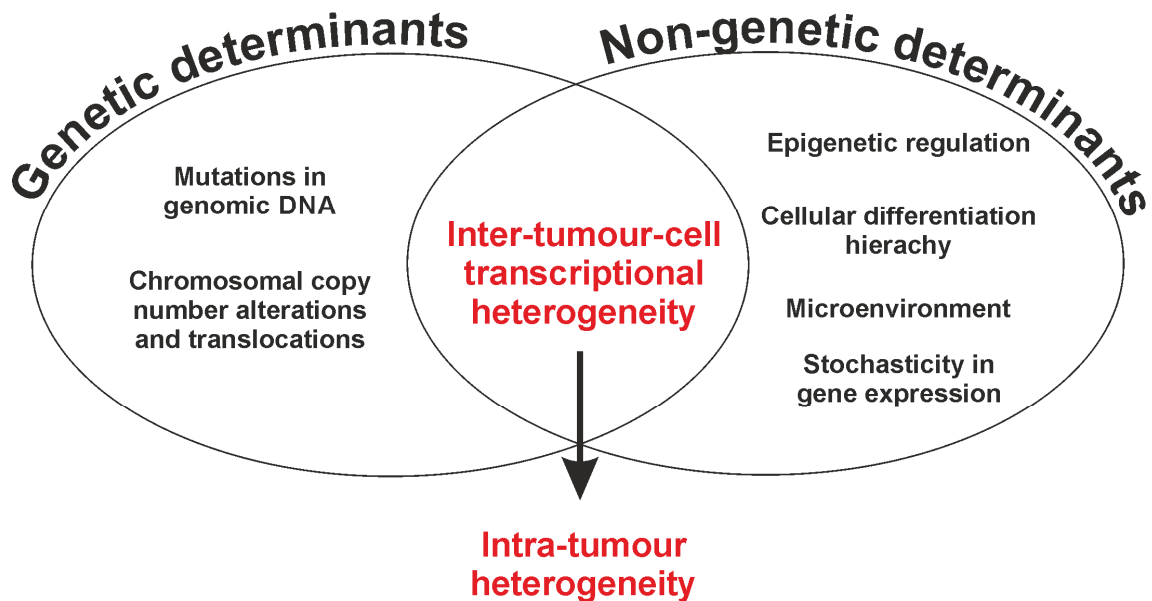 Genetic determinants
Non-genetic determinants
Mutations in
genomic DNA
Chromosomal copy
number alterations
and translocations
Inter-tumour-cell
transcriptional
heterogeneity
Epigenetic regulation
Cellular differentiation
hierachy
Microenvironment
Stochasticity in
gene expression
Intra-tumour
heterogeneity